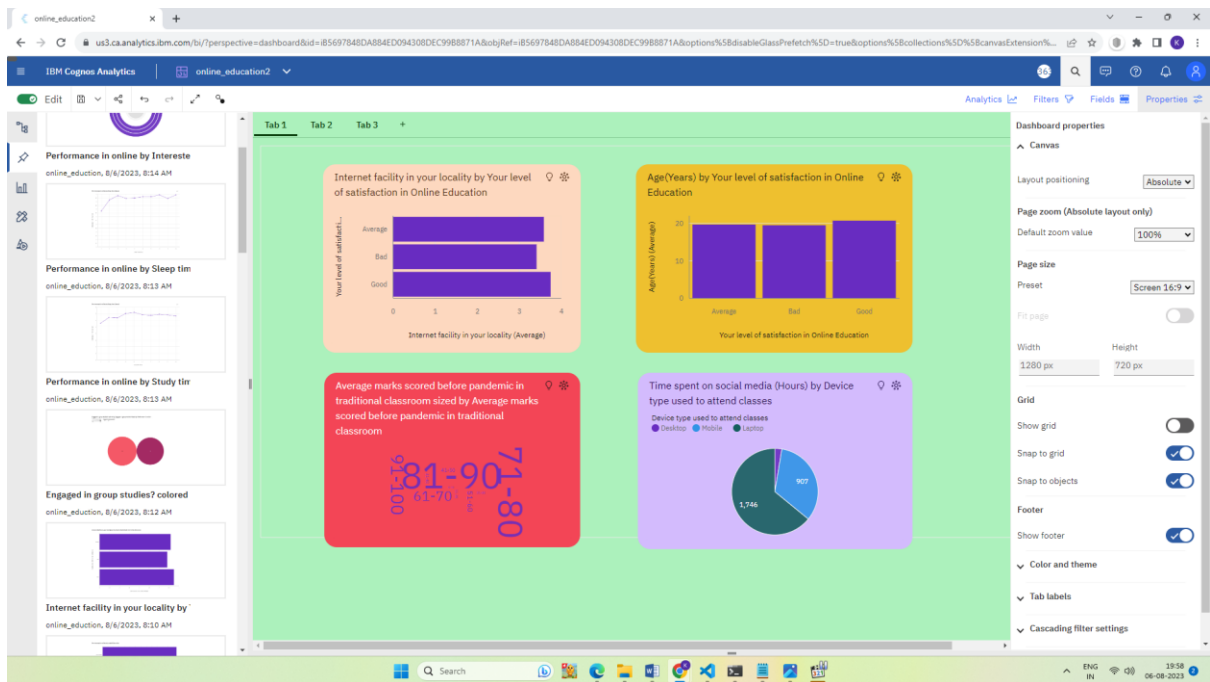 online_education2
us3.ca.analytics.ibm.com/bi/?perspective=dashboard&id=iB5697848DA884ED094308DEC99B8871A&objRef=iB5697848DA884ED094308DEC99B8871A&options%5BdisableGlassPrefetch%5D=true&options%5Bcollections%5D%5BcanvasExtension%...
K
IBM Cognos Analytics
online_education2
36
Edit
Analytics
Filters
Fields
Properties
Tab 1
Tab 2
Tab 3
+
Performance in online by Intereste
online_eduction, 8/6/2023, 8:14 AM
Performance in online by Sleep tim
online_eduction, 8/6/2023, 8:13 AM
Performance in online by Study tim
online_eduction, 8/6/2023, 8:13 AM
Engaged in group studies? colored
online_eduction, 8/6/2023, 8:12 AM
Internet facility in your locality by
online_eduction, 8/6/2023, 8:10 AM
Internet facility in your locality by Your level
of satisfaction in Online Education
Your level of satisfacti...
Average
Bad
Good
0 1 2 3 4
Internet facility in your locality (Average)
Age(Years) by Your level of satisfaction in Online
Education
Age(Years) (Average)
20
10
0
Average Bad Good
Your level of satisfaction in Online Education
Average marks scored before pandemic in
traditional classroom sized by Average marks
scored before pandemic in traditional
classroom
91-100
81-90
61-70
71-80
Time spent on social media (Hours) by Device
type used to attend classes
Device type used to attend classes
Desktop Mobile Laptop
907
1,746
Dashboard properties
Canvas
Layout positioning
Absolute
Page zoom (Absolute layout only)
Default zoom value
100%
Page size
Preset
Screen 16:9
Fit page
Width Height
1280 px 720 px
Grid
Show grid
Snap to grid
Snap to objects
Footer
Show footer
Color and theme
Tab labels
Cascading filter settings
Search
ENG
IN
19:58
06-08-2023
2